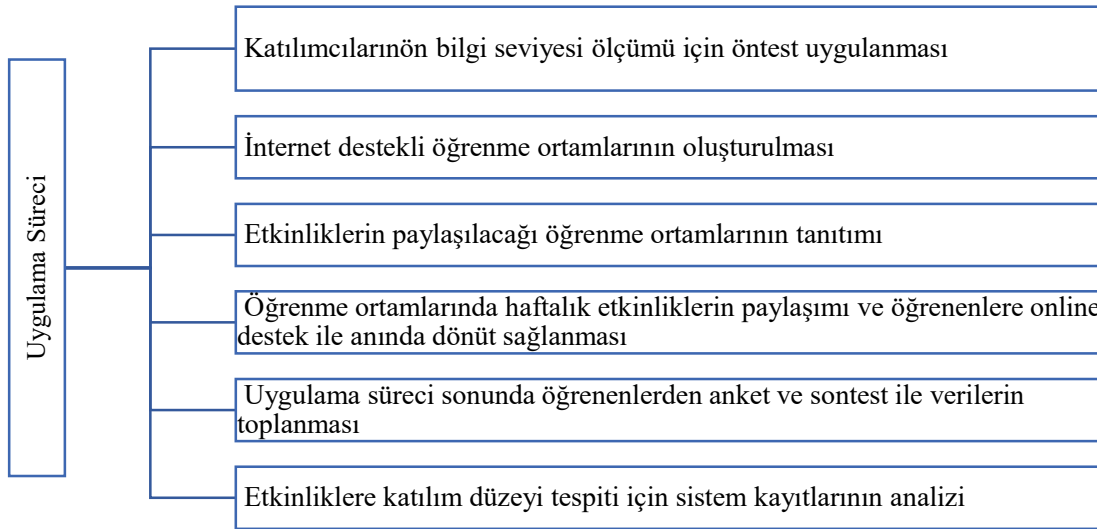 Uygulama Süreci
Katılımcılarınön bilgi seviyesi ölçümü için öntest uygulanması
İnternet destekli öğrenme ortamlarının oluşturulması
Etkinliklerin paylaşılacağı öğrenme ortamlarının tanıtımı
Öğrenme ortamlarında haftalık etkinliklerin paylaşımı ve öğrenenlere online
destek ile anında dönüt sağlanması
Uygulama süreci sonunda öğrenenlerden anket ve sontest ile verilerin
toplanması
Etkinliklere katılım düzeyi tespiti için sistem kayıtlarının analizi